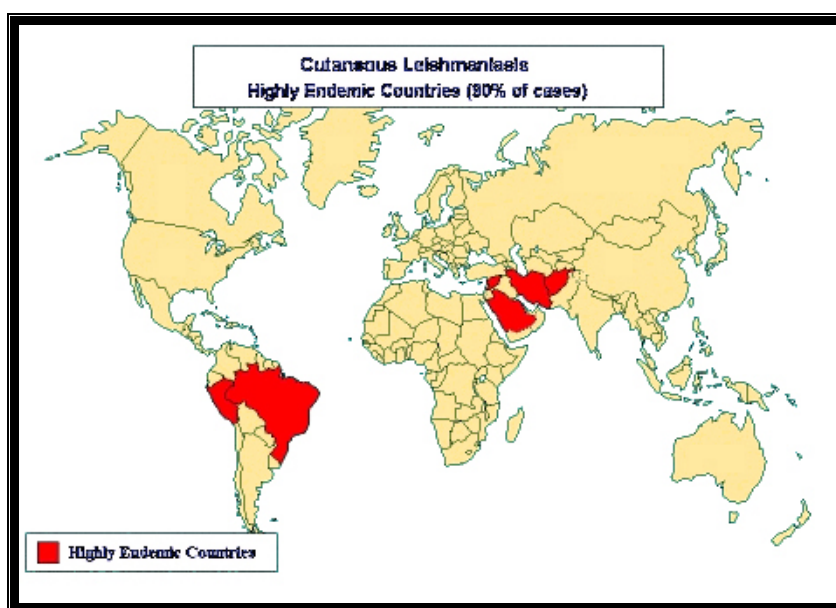 Cutaneous Leishmaniasis
Highly Endemic Countries (90% of cases)
Highly Endemic Countries